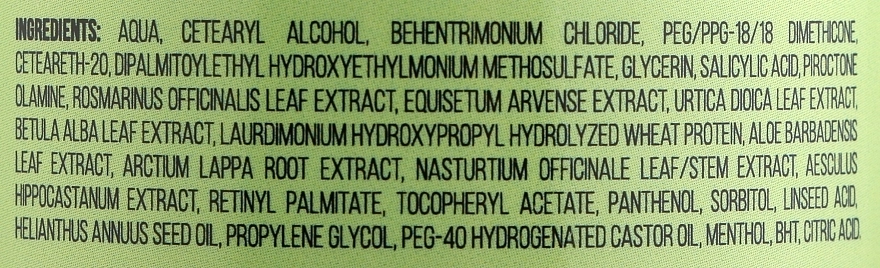 INGREDIENTS: AQUA, CETEARYL ALCOHOL, BEHENTRIMONIUM CHLORIDE, PEG/PPG-18/18 DIMETHICONE,
CETEARETH-20, DIPALMITOYLETHYL HYDROXYETHYLMONIUM METHOSULFATE, GLYCERIN, SALICYLIC ACID, PIROCTONE
OLAMINE, ROSMARINUS OFFICINALIS LEAF EXTRACT, EQUISETUM ARVENSE EXTRACT, URTICA DIOICA LEAF EXTRACT,
BETULA ALBA LEAF EXTRACT, LAURDIMONIUM HYDROXYPROPYL HYDROLYZED WHEAT PROTEIN, ALOE BARBADENSIS
LEAF EXTRACT, ARCTIUM LAPPA ROOT EXTRACT, NASTURTIUM OFFICINALE LEAF/STEM EXTRACT, AESCULUS
HIPPOCASTANUM EXTRACT, RETINYL PALMITATE, TOCOPHERYL ACETATE, PANTHENOL, SORBITOL, LINSEED ACID,
HELIANTHUS ANNUUS SEED OIL, PROPYLENE GLYCOL, PEG-40 HYDROGENATED CASTOR OIL, MENTHOL, BHT, CITRIC ACID.